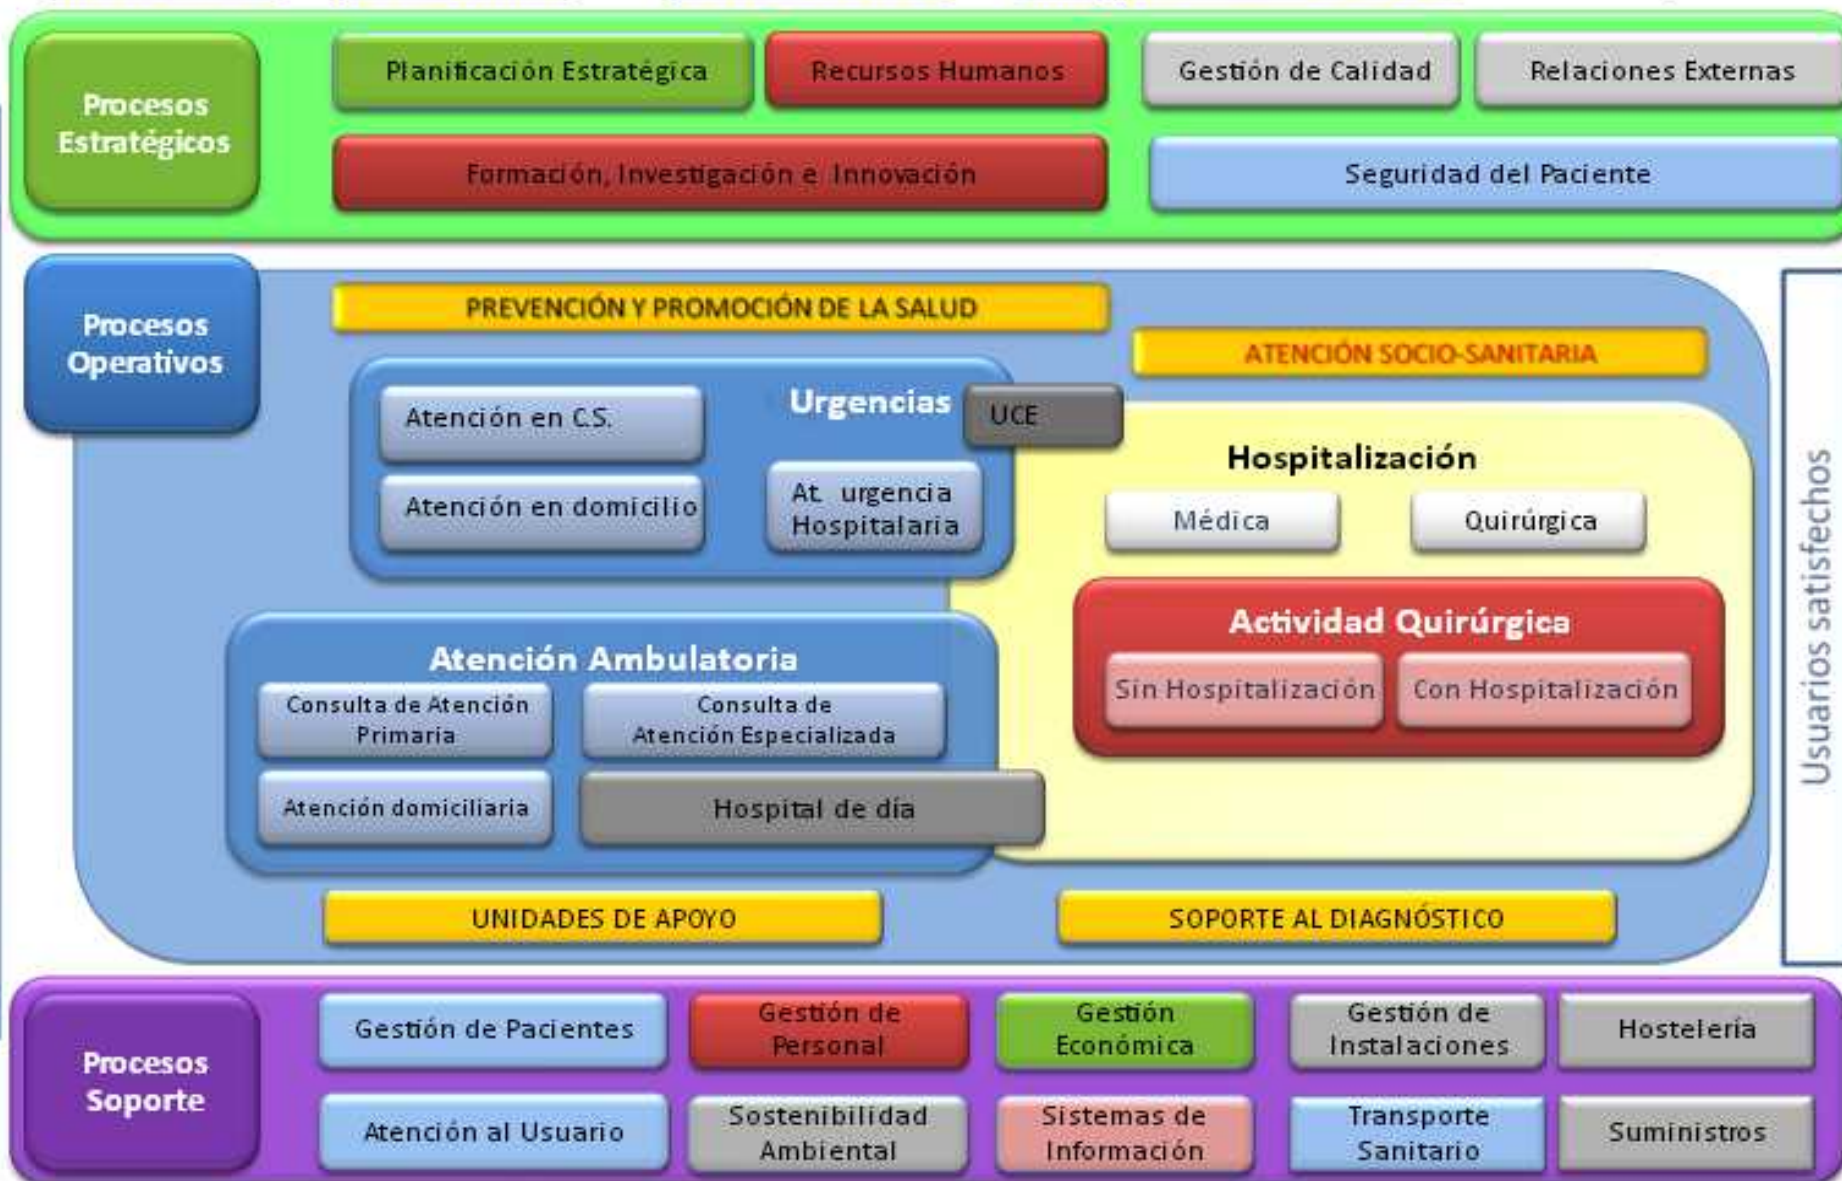 Procesos
Estratégicos
Planificación Estratégica
Recursos Humanos
Gestión de Calidad
Relaciones Externas
Formación, Investigación e Innovación
Seguridad del Paciente
Procesos
Operativos
PREVENCIÓN Y PROMOCIÓN DE LA SALUD
ATENCIÓN SOCIO-SANITARIA
Urgencias
Atención en C.S.
UCE
Atención en domicilio
At. urgencia
Hospitalaria
Hospitalización
Médica
Quirúrgica
Actividad Quirúrgica
Sin Hospitalización
Con Hospitalización
Atención Ambulatoria
Consulta de Atención
Primaria
Consulta de
Atención Especializada
Atención domiciliaria
Hospital de día
UNIDADES DE APOYO
SOPORTE AL DIAGNÓSTICO
Usuarios satisfechos
Procesos
Soporte
Gestión de Pacientes
Gestión de
Personal
Gestión
Económica
Gestión de
Instalaciones
Hostelería
Atención al Usuario
Sostenibilidad
Ambiental
Sistemas de
Información
Transporte
Sanitario
Suministros